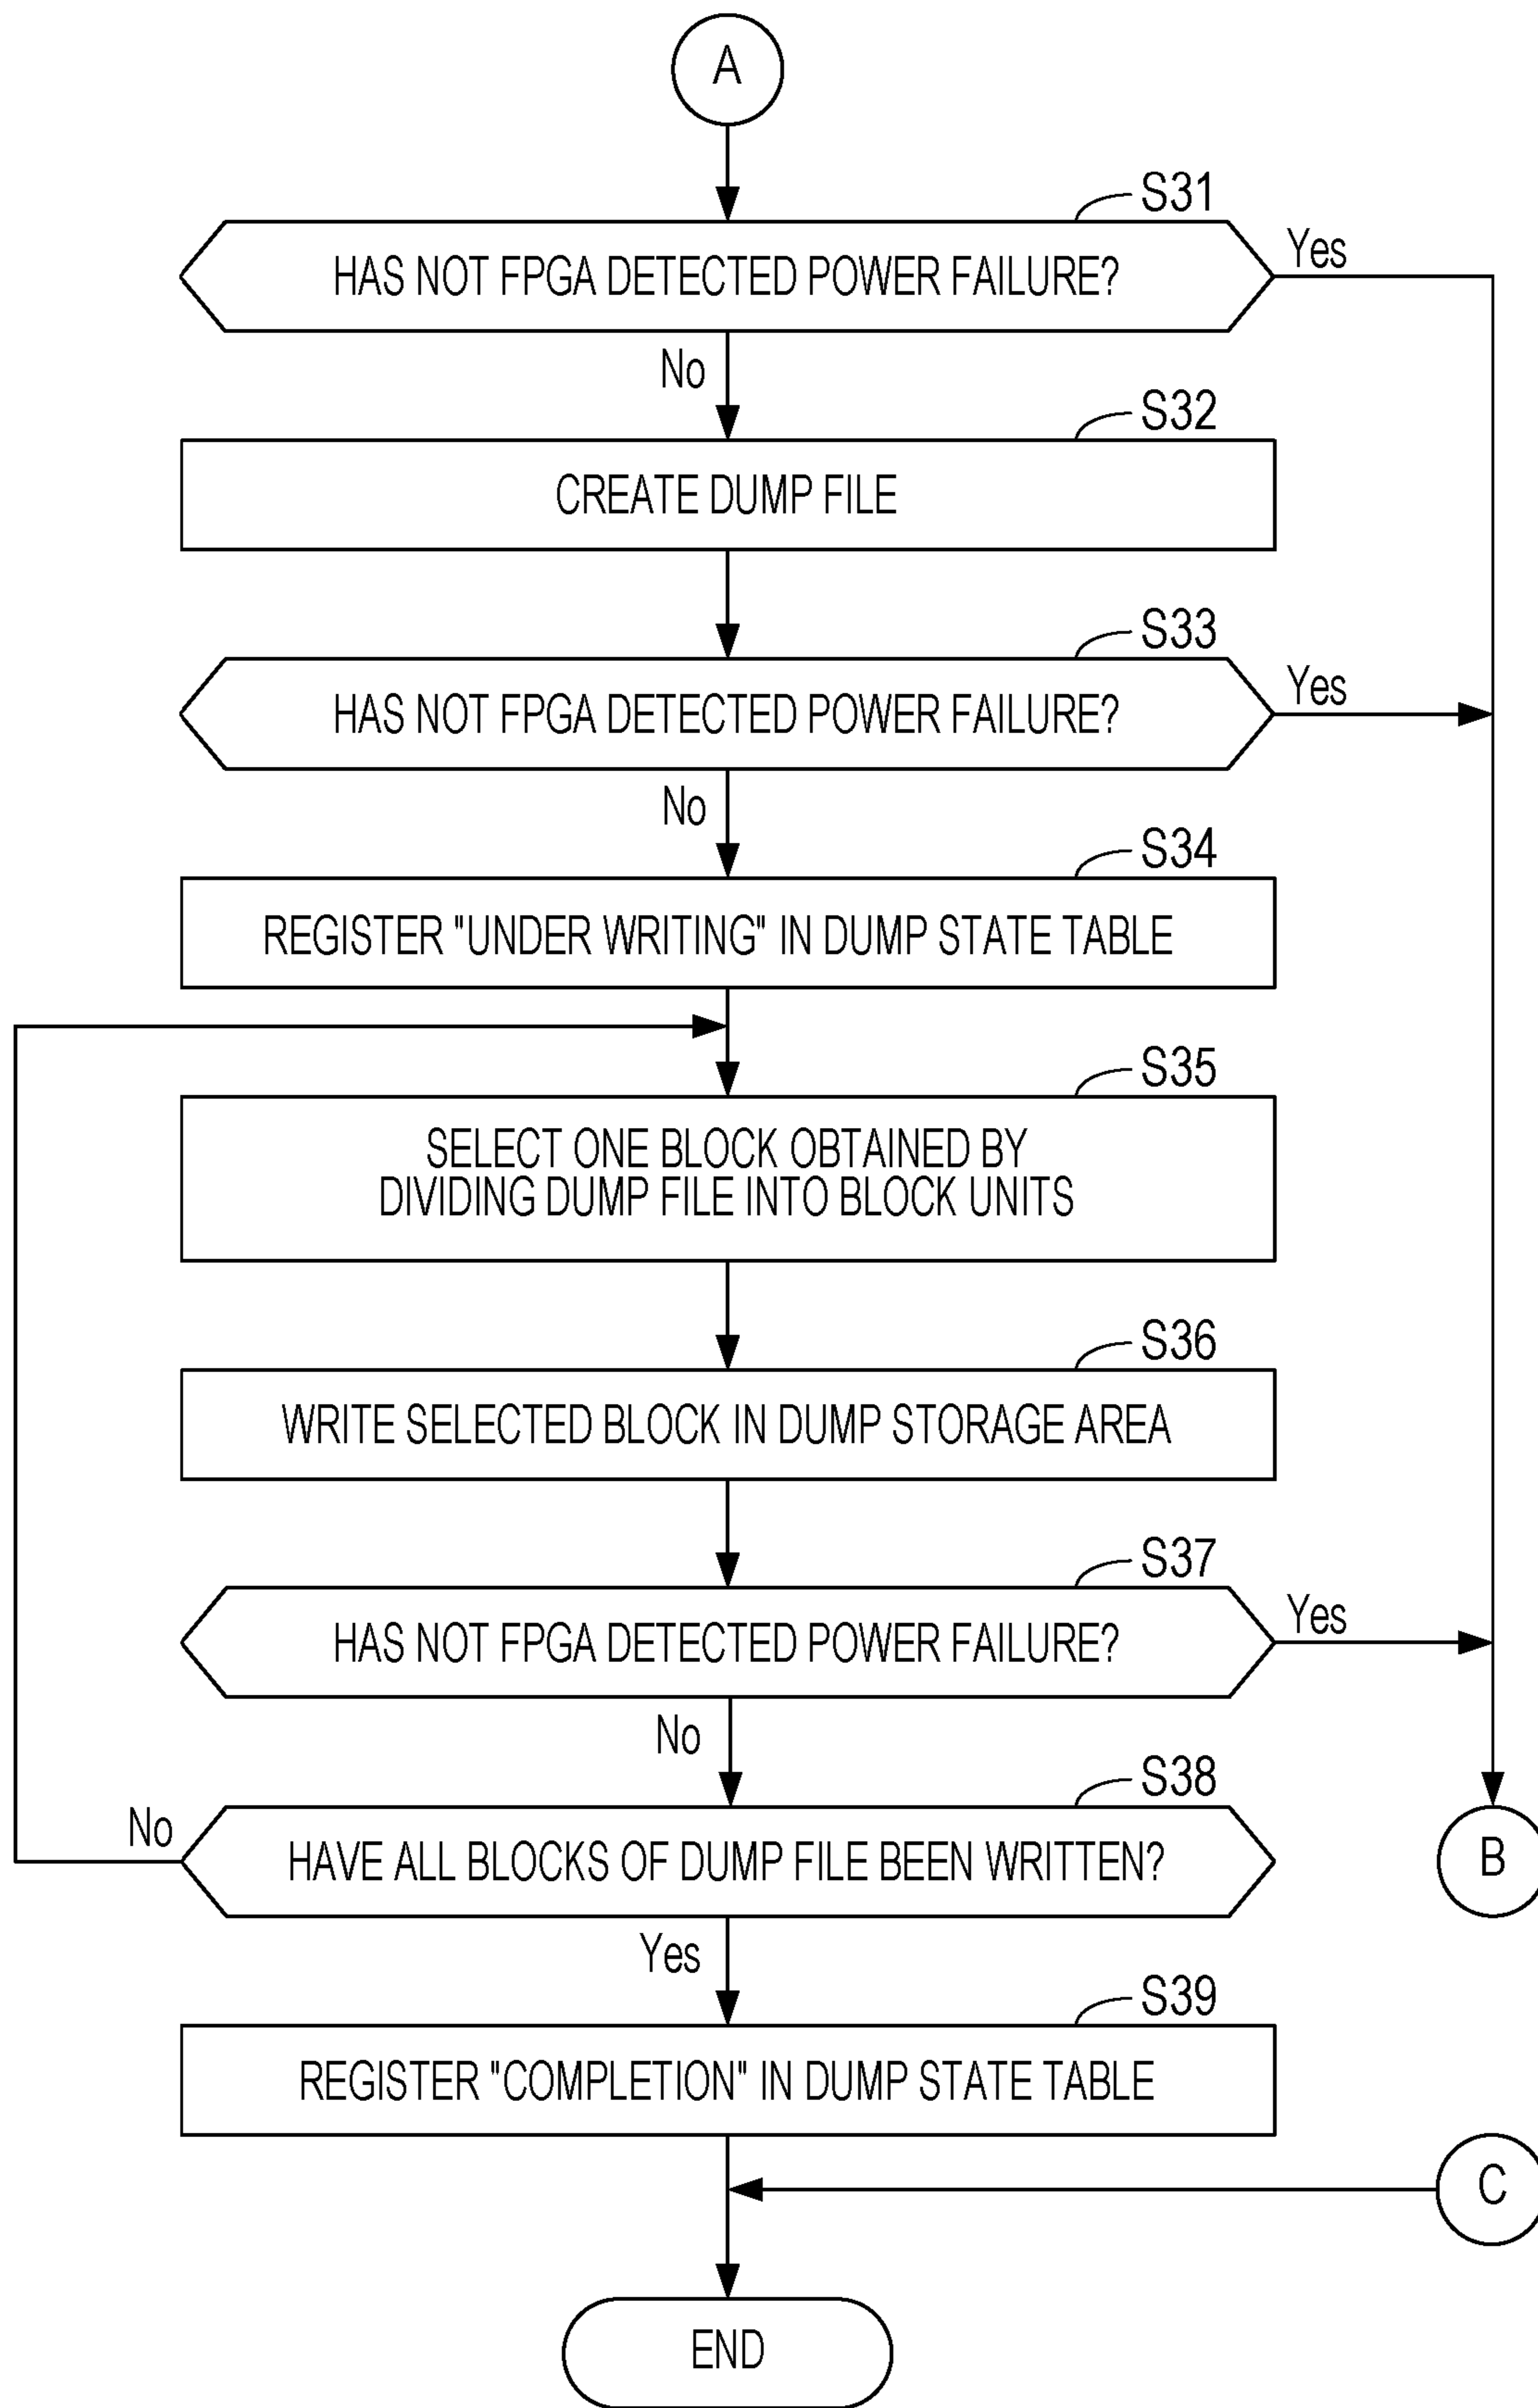 A
S31
HAS NOT FPGA DETECTED POWER FAILURE?
Yes
No
S32
CREATE DUMP FILE
S33
HAS NOT FPGA DETECTED POWER FAILURE?
Yes
No
S34
REGISTER "UNDER WRITING" IN DUMP STATE TABLE
S35
SELECT ONE BLOCK OBTAINED BY
DIVIDING DUMP FILE INTO BLOCK UNITS
S36
WRITE SELECTED BLOCK IN DUMP STORAGE AREA
S37
HAS NOT FPGA DETECTED POWER FAILURE?
Yes
No
S38
No
HAVE ALL BLOCKS OF DUMP FILE BEEN WRITTEN?
B
Yes
S39
REGISTER "COMPLETION" IN DUMP STATE TABLE
C
END